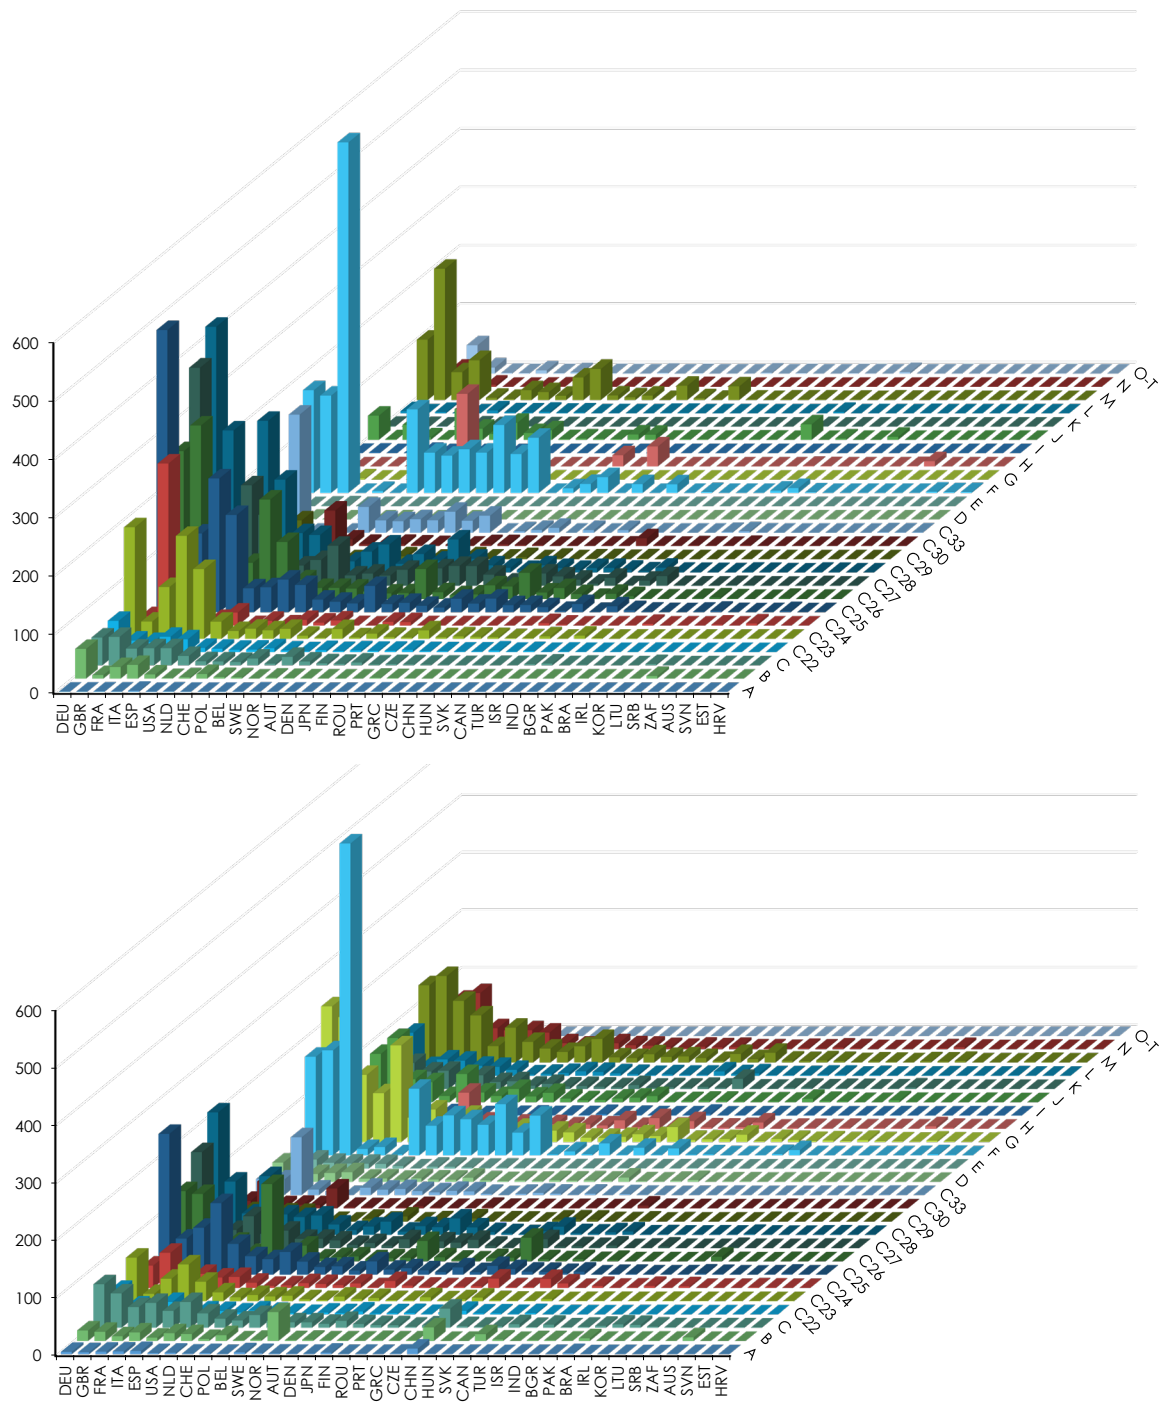 600
500
400
300
200
100
0
DEU
GBR
FRA
ITA
ESP
USA
NLD
CHE
POL
BEL
SWE
NOR
AUT
DEN
JPN
FIN
ROU
PRT
GRC
CZE
CHN
HUN
SVK
CAN
TUR
ISR
IND
BGR
PAK
BRA
IRL
KOR
LTU
SRB
ZAF
AUS
SVN
EST
HRV
A
B
C
C22
C23
C24
C25
C26
C27
C28
C29
C30
C33
D
E
F
G
H
I
J
K
L
M
N
O-T
600
500
400
300
200
100
0
DEU
GBR
FRA
ITA
ESP
USA
NLD
CHE
POL
BEL
SWE
NOR
AUT
DEN
JPN
FIN
ROU
PRT
GRC
CZE
CHN
HUN
SVK
CAN
TUR
ISR
IND
BGR
PAK
BRA
IRL
KOR
LTU
SRB
ZAF
AUS
SVN
EST
HRV
A
B
C
C22
C23
C24
C25
C26
C27
C28
C29
C30
C33
D
E
F
G
H
I
J
K
L
M
N
O-T